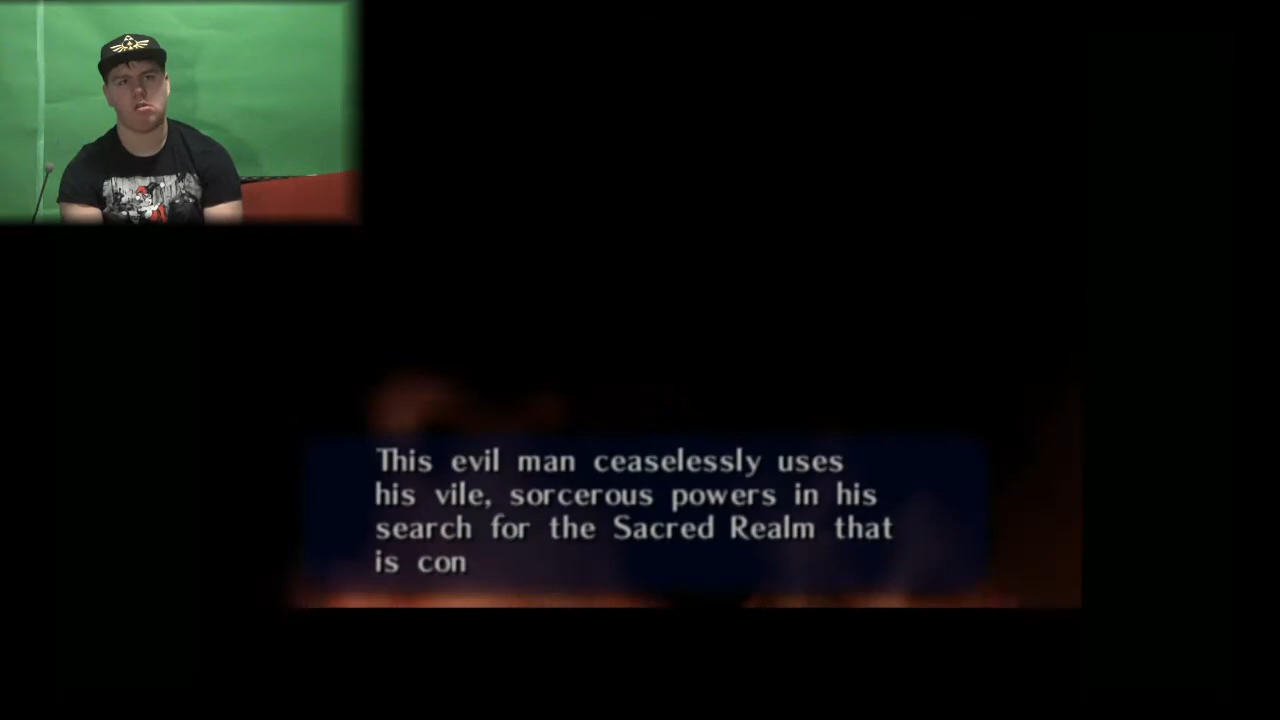 This evil man ceaselessly uses
his vile, sorcerous powers in his
search for the Sacred Realm that
is con